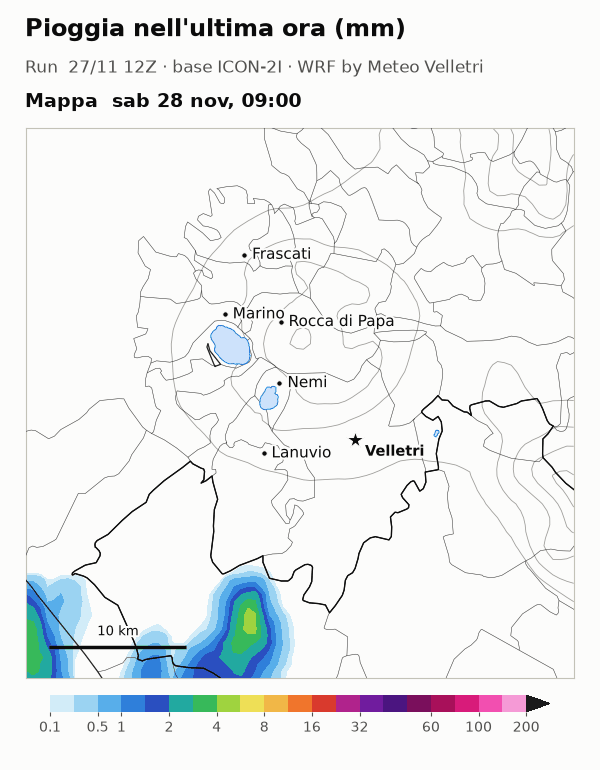 Pioggia nell'ultima ora (mm)
Run  27/11 12Z · base ICON-2I · WRF by Meteo Velletri
Mappa  sab 28 nov, 09:00
Frascati
Marino
Rocca di Papa
Nemi
Velletri
Lanuvio
10 km
0.1 0.5 1 2 4 8 16 32 60 100 200